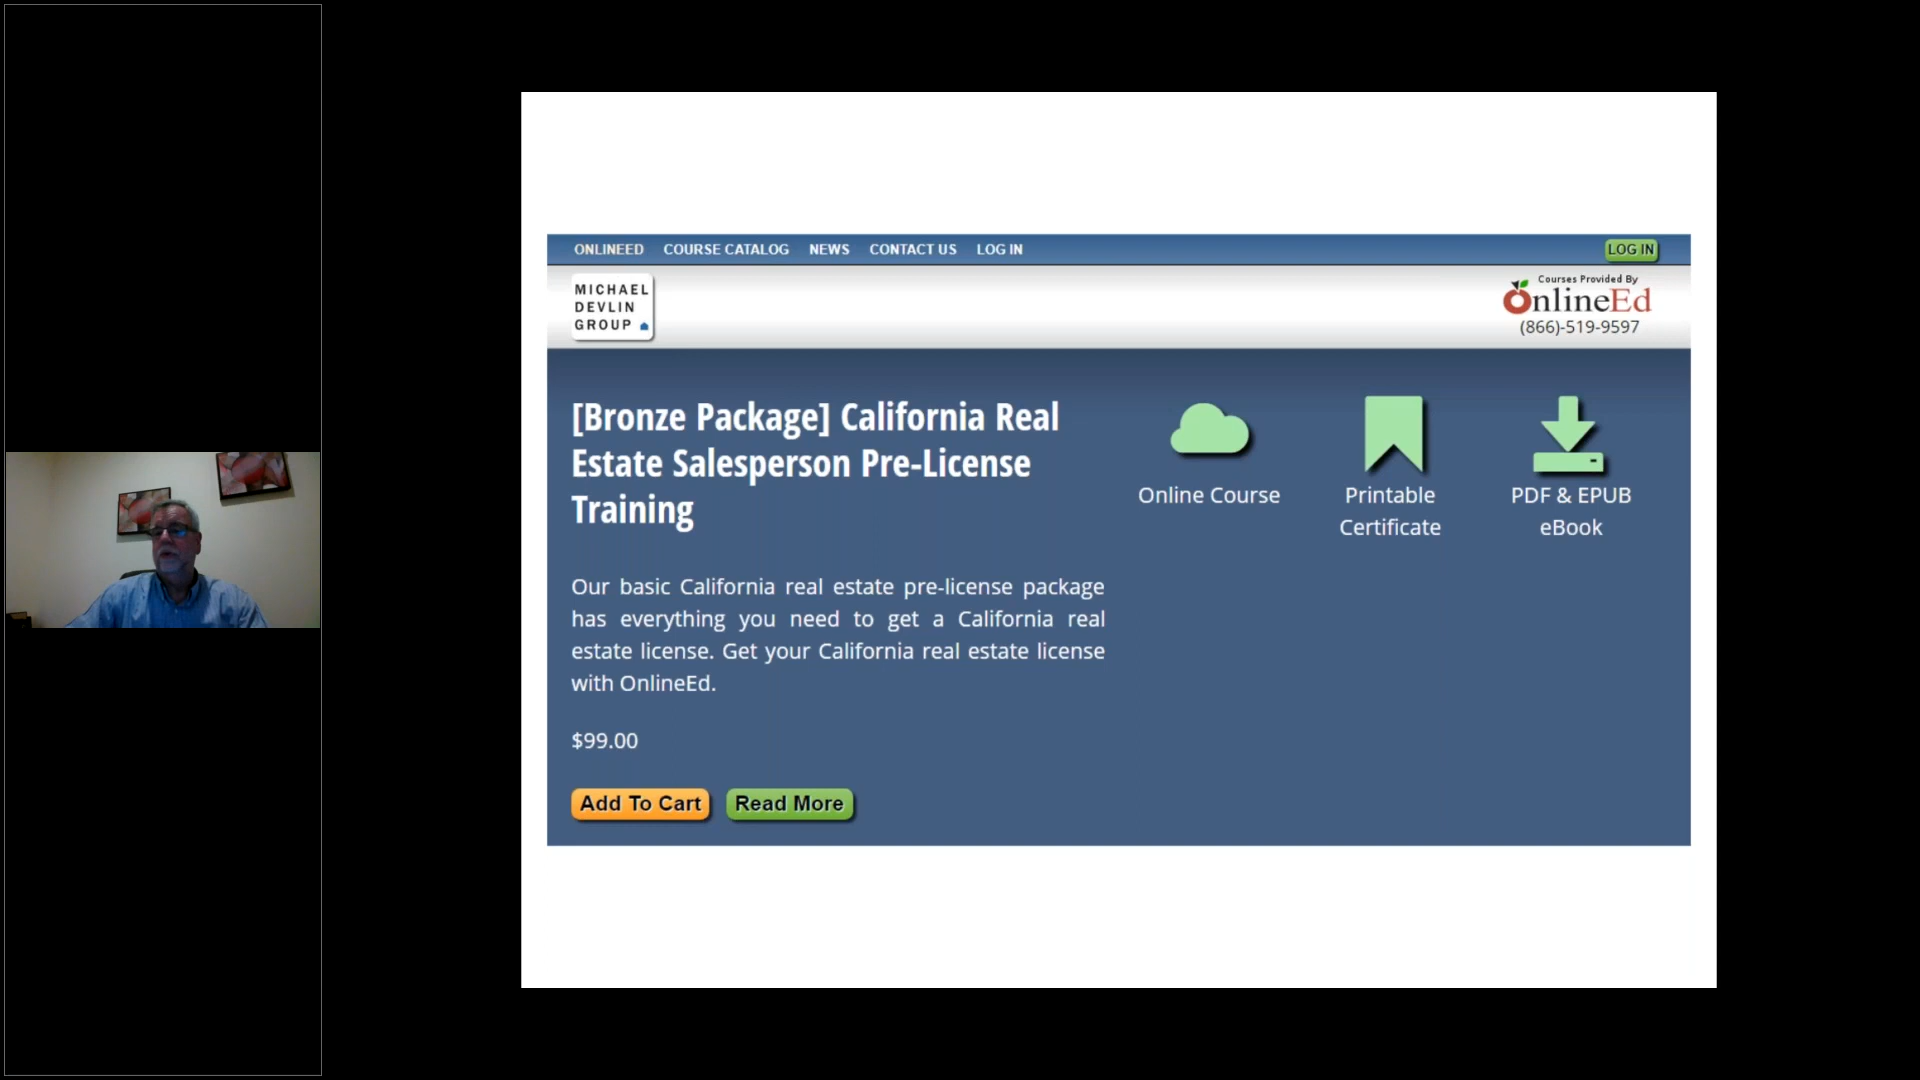 ONLINEED COURSE CATALOG NEWS CONTACT US LOG IN LOG IN
MICHAEL
DEVLIN
GROUP
Courses Provided By
OnlineEd
(866)-519-9597
[Bronze Package] California Real
Estate Salesperson Pre-License
Training
Online Course
Printable
Certificate
PDF & EPUB
eBook
Our basic California real estate pre-license package
has everything you need to get a California real
estate license. Get your California real estate license
with OnlineEd.
$99.00
Add To Cart Read More